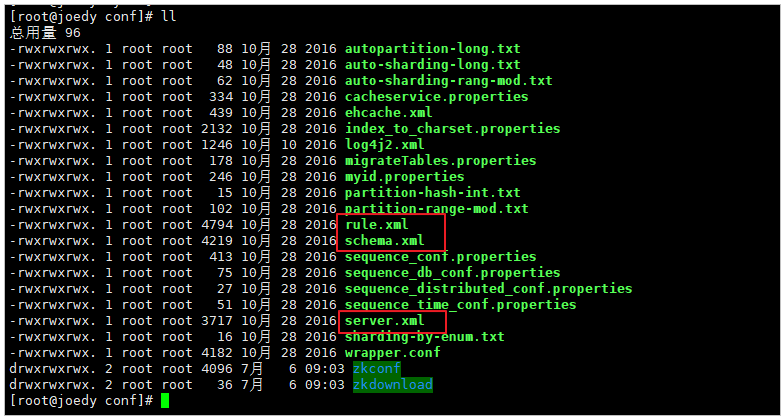 [root@joedy conf]# ll
总用量 96
-rwxrwxrwx. 1 root root   88 10月 28 2016 autopartition-long.txt
-rwxrwxrwx. 1 root root   48 10月 28 2016 auto-sharding-long.txt
-rwxrwxrwx. 1 root root   62 10月 28 2016 auto-sharding-rang-mod.txt
-rwxrwxrwx. 1 root root  334 10月 28 2016 cacheservice.properties
-rwxrwxrwx. 1 root root  439 10月 28 2016 ehcache.xml
-rwxrwxrwx. 1 root root 2132 10月 28 2016 index_to_charset.properties
-rwxrwxrwx. 1 root root 1246 10月 10 2016 log4j2.xml
-rwxrwxrwx. 1 root root  178 10月 28 2016 migrateTables.properties
-rwxrwxrwx. 1 root root  246 10月 28 2016 myid.properties
-rwxrwxrwx. 1 root root   15 10月 28 2016 partition-hash-int.txt
-rwxrwxrwx. 1 root root  102 10月 28 2016 partition-range-mod.txt
-rwxrwxrwx. 1 root root 4794 10月 28 2016 rule.xml
-rwxrwxrwx. 1 root root 4219 10月 28 2016 schema.xml
-rwxrwxrwx. 1 root root  413 10月 28 2016 sequence_conf.properties
-rwxrwxrwx. 1 root root   75 10月 28 2016 sequence_db_conf.properties
-rwxrwxrwx. 1 root root   27 10月 28 2016 sequence_distributed_conf.properties
-rwxrwxrwx. 1 root root   51 10月 28 2016 sequence_time_conf.properties
-rwxrwxrwx. 1 root root 3717 10月 28 2016 server.xml
-rwxrwxrwx. 1 root root   16 10月 28 2016 sharding-by-enum.txt
-rwxrwxrwx. 1 root root 4182 10月 28 2016 wrapper.conf
drwxrwxrwx. 2 root root 4096 7月   6 09:03 zkconf
drwxrwxrwx. 2 root root   36 7月   6 09:03 zkdownload
[root@joedy conf]#